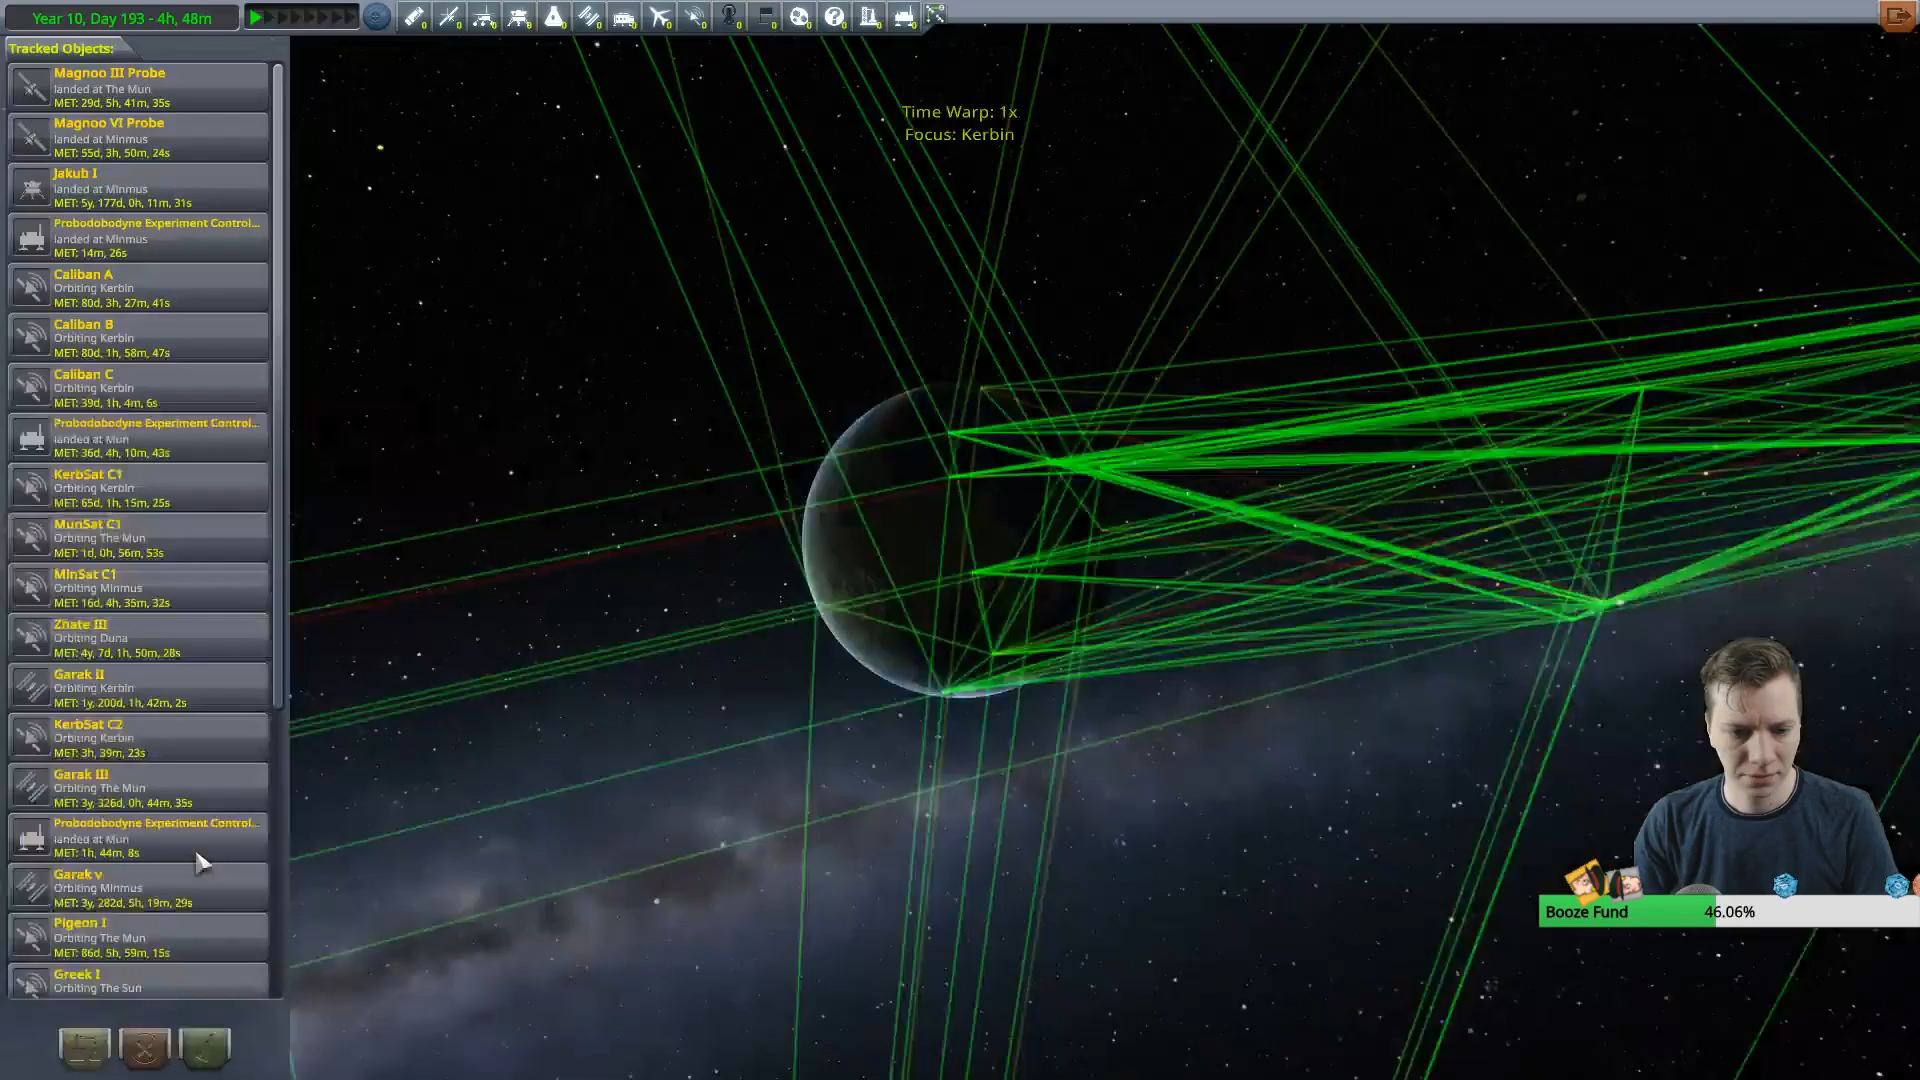 Year 10, Day 193 - 4h, 48m
Tracked Objects:
Time Warp: 1x
Focus: Kerbin
Magnoo III Probe
landed at The Mun
MET: 29d, 5h, 41m, 35s
Magnoo VI Probe
landed at Minmus
MET: 55d, 3h, 50m, 24s
Jakub I
landed at Minmus
MET: 5y, 177d, 0h, 11m, 31s
Probodobodyne Experiment Control...
landed at Minmus
MET: 14m, 26s
Caliban A
Orbiting Kerbin
MET: 80d, 3h, 27m, 41s
Caliban B
Orbiting Kerbin
MET: 80d, 1h, 58m, 47s
Caliban C
Orbiting Kerbin
MET: 39d, 1h, 4m, 6s
Probodobodyne Experiment Control...
landed at Mun
MET: 36d, 4h, 10m, 43s
KerbSat C1
Orbiting Kerbin
MET: 65d, 1h, 15m, 25s
MunSat C1
Orbiting The Mun
MET: 1d, 0h, 56m, 53s
MinSat C1
Orbiting Minmus
MET: 16d, 4h, 35m, 32s
Znate III
Orbiting Duna
MET: 4y, 7d, 1h, 50m, 28s
Garak II
Orbiting Kerbin
MET: 1y, 200d, 1h, 42m, 2s
KerbSat C2
Orbiting Kerbin
MET: 3h, 39m, 23s
Garak III
Orbiting The Mun
MET: 3y, 326d, 0h, 44m, 35s
Probodobodyne Experiment Control...
landed at Mun
MET: 1h, 44m, 8s
Garak v
Orbiting Minmus
MET: 3y, 282d, 5h, 19m, 29s
Pigeon I
Orbiting The Mun
MET: 86d, 5h, 59m, 15s
Greek I
Orbiting The Sun
Booze Fund 46.06%